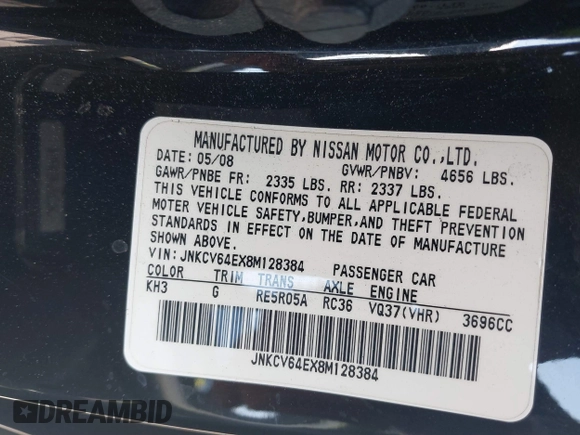 MANUFACTURED BY NISSAN MOTOR CO.,LTD.
DATE: 05/08 GVWR/PNBV: 4656 LBS.
GAWR/PNBE FR: 2335 LBS. RR: 2337 LBS.
THIS VEHICLE CONFORMS TO ALL APPLICABLE FEDERAL
MOTER VEHICLE SAFETY,BUMPER,AND THEFT PREVENTION
STANDARDS IN EFFECT ON THE DATE OF MANUFACTURE
SHOWN ABOVE.
VIN:JNKCV64EX8M128384 PASSENGER CAR
COLOR TRIM TRANS AXLE ENGINE
KH3 G RE5R05A RC36 VQ37(VHR) 3696CC
JNKCV64EX8M128384
DREAMBID